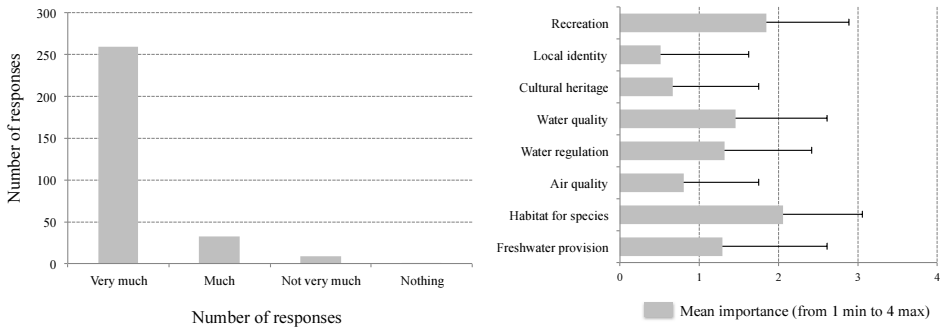 300
250
200
150
100
50
0
Number of responses
Very much Much Not very much Nothing
Number of responses
Recreation
Local identity
Cultural heritage
Water quality
Water regulation
Air quality
Habitat for species
Freshwater provision
0 1 2 3 4
Mean importance (from 1 min to 4 max)